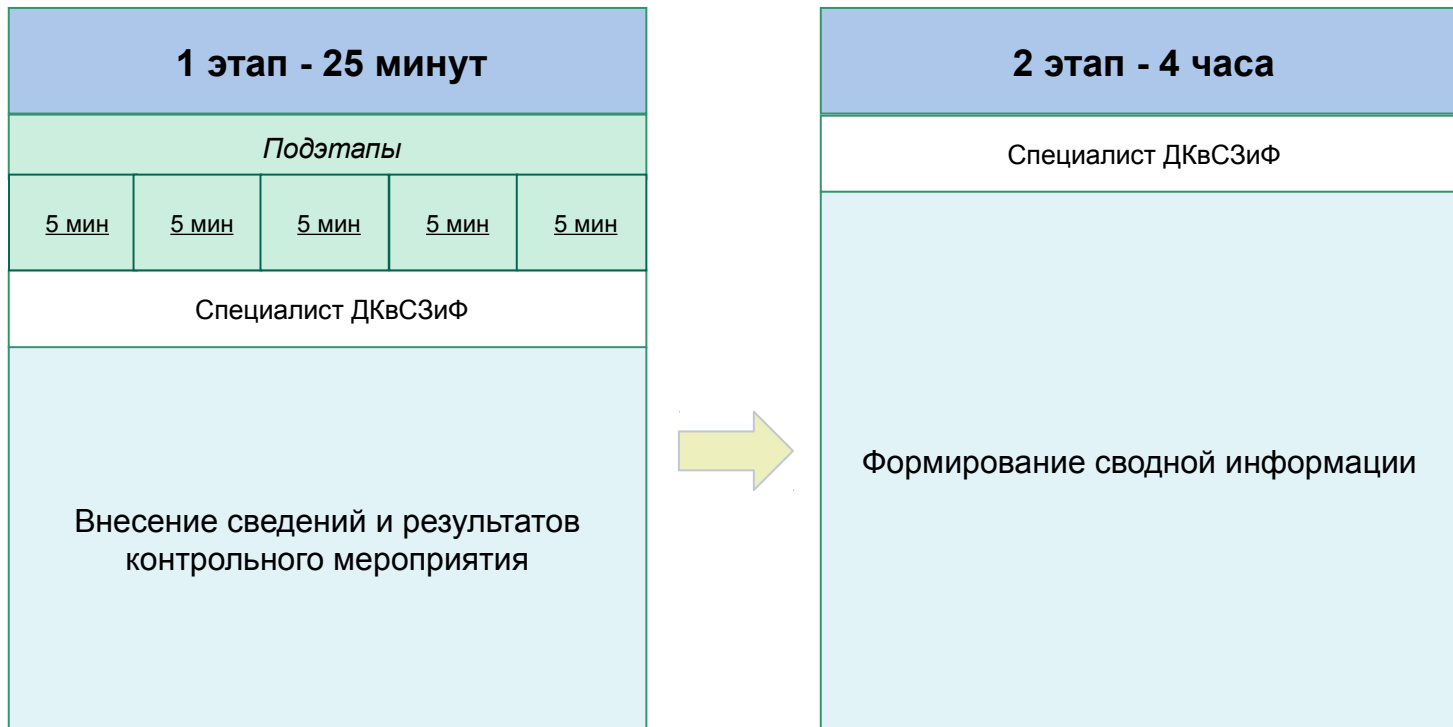 1 этап - 25 минут
Подэтапы
5 мин 5 мин 5 мин 5 мин 5 мин
Специалист ДКвСЗиФ
Внесение сведений и результатов
контрольного мероприятия
2 этап - 4 часа
Специалист ДКвСЗиФ
Формирование сводной информации